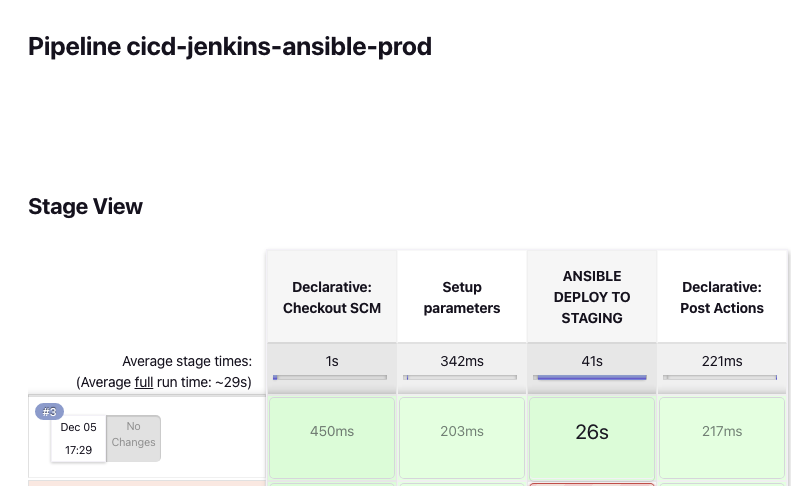 Pipeline cicd-jenkins-ansible-prod
Stage View
Declarative:
Checkout SCM
Setup
parameters
ANSIBLE
DEPLOY TO
STAGING
Declarative:
Post Actions
Average stage times:
1s
342ms
41s
221ms
(Average full run time: ~29s)
#3
Dec 05
17:29
No
Changes
450ms
203ms
26s
217ms